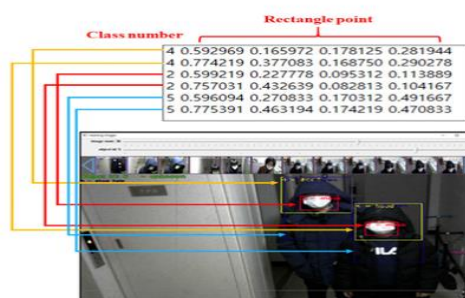 Rectangle point
Class number
4 0.592969 0.165972 0.178125 0.281944
4 0.774219 0.377083 0.168750 0.290278
2 0.599219 0.227778 0.095312 0.113889
2 0.757031 0.432639 0.082813 0.104167
5 0.596094 0.270833 0.170312 0.491667
5 0.775391 0.463194 0.174219 0.470833